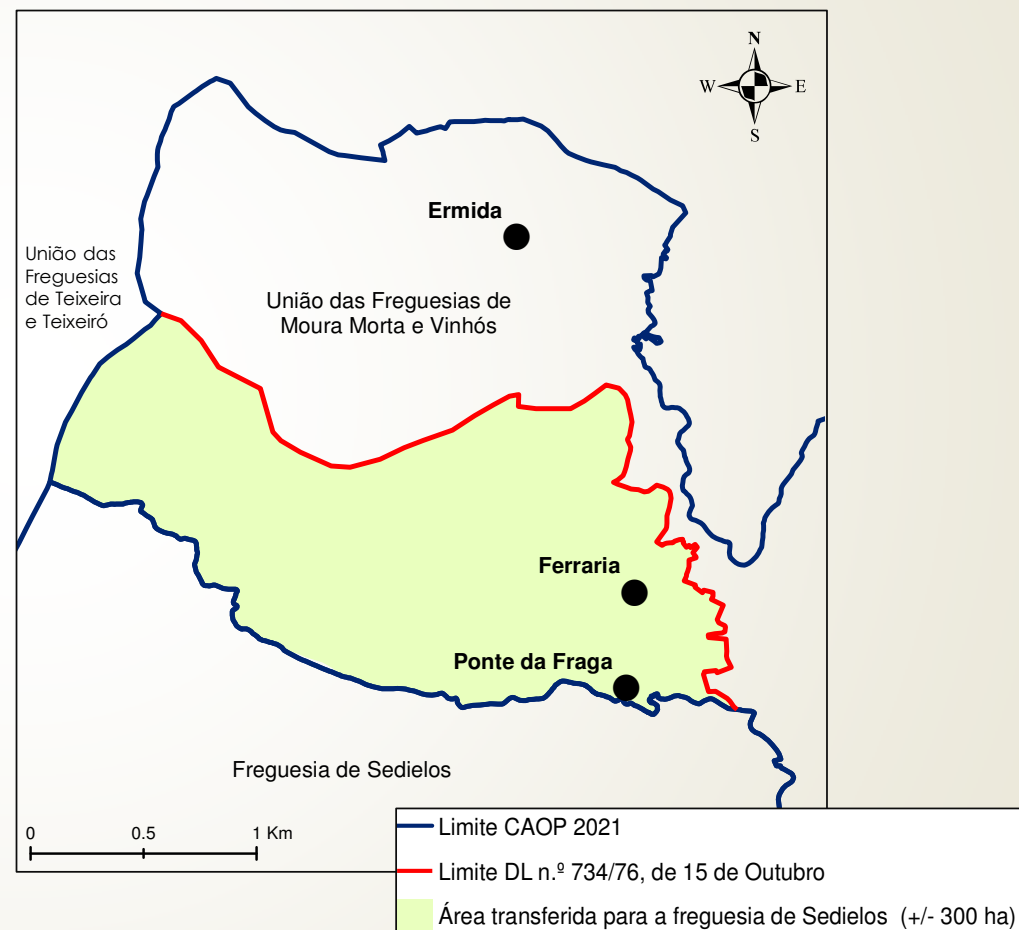 N
W E
S
Ermida
União das
Freguesias
de Teixeira
e Teixeiró
União das Freguesias de
Moura Morta e Vinhós
Ferraria
Ponte da Fraga
Freguesia de Sedielos
0 0.5 1 Km
Limite CAOP 2021
Limite DL n.º 734/76, de 15 de Outubro
Área transferida para a freguesia de Sedielos (+/- 300 ha)